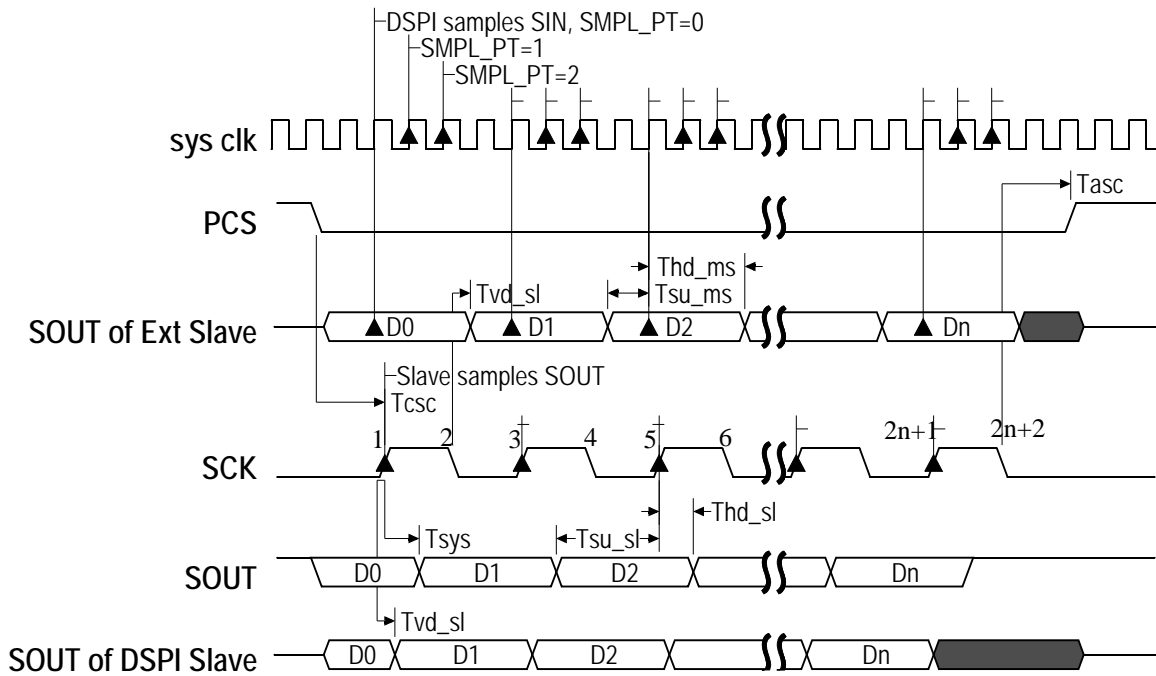 DSPI samples SIN, SMPL_PT=0
SMPL_PT=1
SMPL_PT=2
sys clk
Tasc
PCS
Thd_ms
Tvd_sl
Tsu_ms
SOUT of Ext Slave
D0
D1
D2
Dn
Slave samples SOUT
Tcsc
1
2
3
4
5
6
2n+1
2n+2
SCK
Thd_sl
Tsys
Tsu_sl
SOUT
D0
D1
D2
Dn
Tvd_sl
SOUT of DSPI Slave
D0
D1
D2
Dn